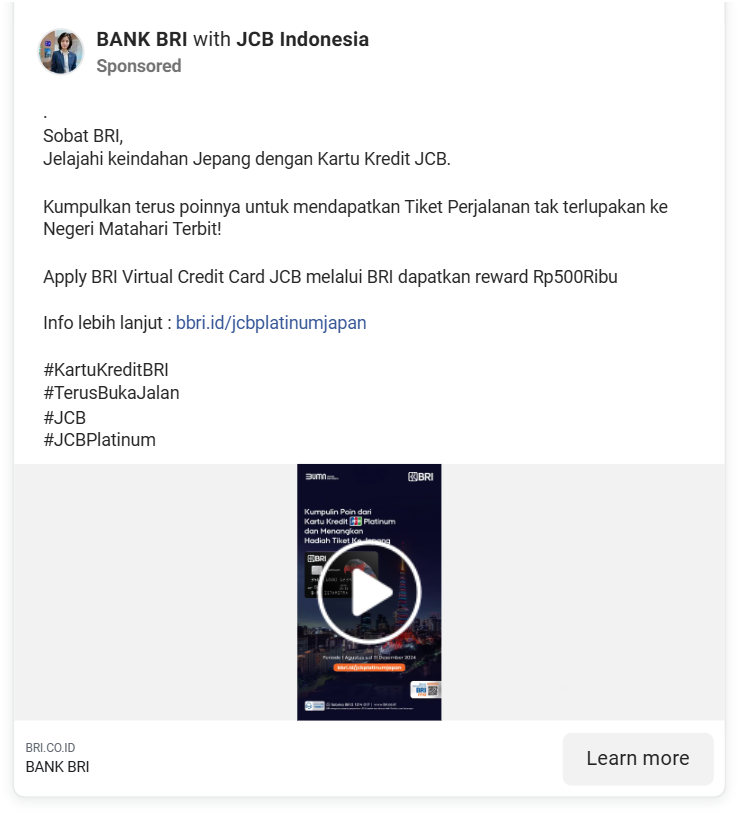 BANK BRI with JCB Indonesia
Sponsored
.
Sobat BRI,
Jelajahi keindahan Jepang dengan Kartu Kredit JCB.
Kumpulkan terus poinnya untuk mendapatkan Tiket Perjalanan tak terlupakan ke
Negeri Matahari Terbit!
Apply BRI Virtual Credit Card JCB melalui BRI dapatkan reward Rp500Ribu
Info lebih lanjut : bbri.id/jcbplatinumjapan
#KartuKreditBRI
#TerusBukaJalan
#JCB
#JCBPlatinum
BUMN
BRI
Kumpulin Poin dari
Kartu Kredit JCB Platinum
dan Menangkan
Hadiah Tiket Ke Jepang
BRI
Periode 1 Agustus sd 11 Desember 2024
bbri.id/jcbplatinumjapan
BRI
BRI.CO.ID
BANK BRI
Learn more